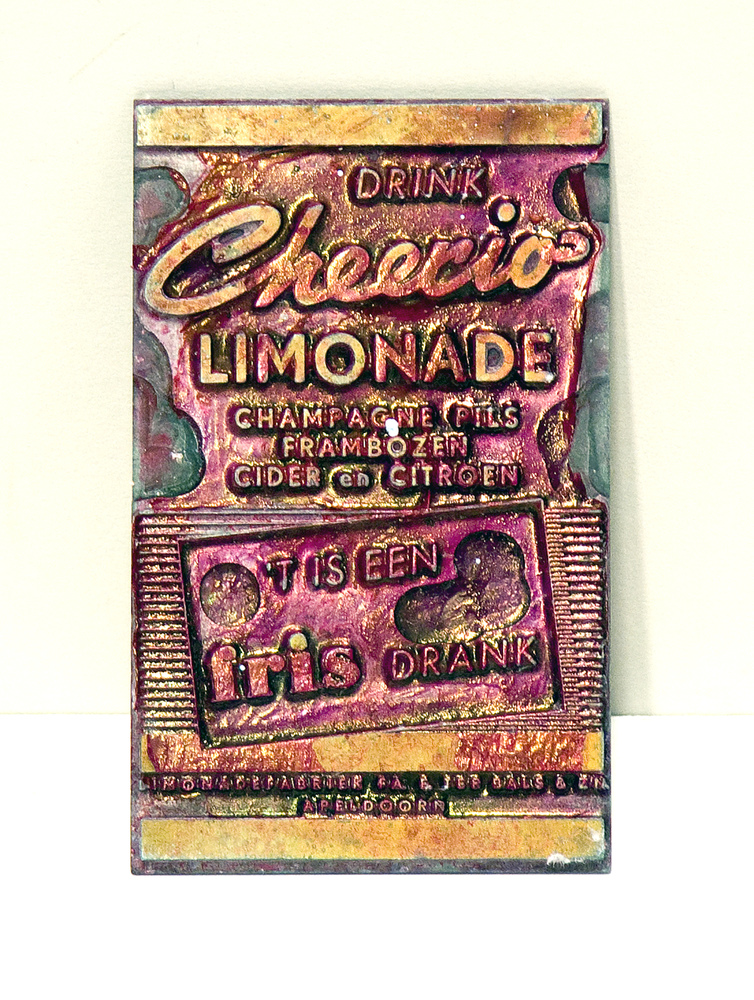 DRINK
Cheerio
LIMONADE
CHAMPAGNE PILS
FRAMBOZEN
CIDER en CITROEN
'T IS EEN
fris DRANK
APELDOORN